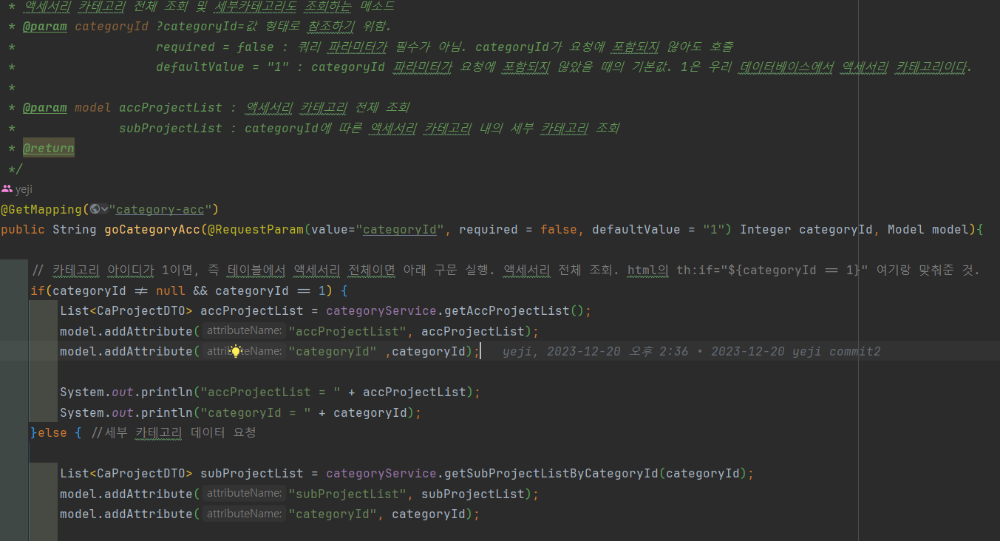 * 액세서리 카테고리 전체 조회 및 세부카테고리도 조회하는 메소드
* @param categoryId ?categoryId=값 형태로 참조하기 위함.
* required = false : 쿼리 파라미터가 필수가 아님. categoryId가 요청에 포함되지 않아도 호출
* defaultValue = "1" : categoryId 파라미터가 요청에 포함되지 않았을 때의 기본값. 1은 우리 데이터베이스에서 액세서리 카테고리이다.
*
* @param model accProjectList : 액세서리 카테고리 전체 조회
* subProjectList : categoryId에 따른 액세서리 카테고리 내의 세부 카테고리 조회
* @return
*/
yeji
@GetMapping("category-acc")
public String goCategoryAcc(@RequestParam(value="categoryId", required = false, defaultValue = "1") Integer categoryId, Model model){
// 카테고리 아이디가 1이면, 즉 테이블에서 액세서리 전체이면 아래 구문 실행. 액세서리 전체 조회. html의 th:if="${categoryId == 1}" 여기랑 맞춰준 것.
if(categoryId != null && categoryId == 1) {
List<CaProjectDTO> accProjectList = categoryService.getAccProjectList();
model.addAttribute( attributeName: "accProjectList", accProjectList);
model.addAttribute( attributeName: "categoryId" ,categoryId); yeji, 2023-12-20 오후 2:36 • 2023-12-20 yeji commit2
System.out.println("accProjectList = " + accProjectList);
System.out.println("categoryId = " + categoryId);
}else { //세부 카테고리 데이터 요청
List<CaProjectDTO> subProjectList = categoryService.getSubProjectListByCategoryId(categoryId);
model.addAttribute( attributeName: "subProjectList", subProjectList);
model.addAttribute( attributeName: "categoryId", categoryId);